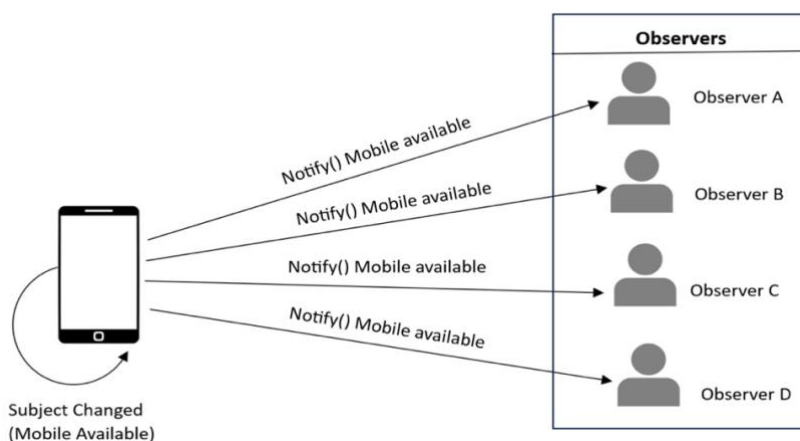 Observers
Observer A
Notify() Mobile available
Observer B
Notify() Mobile available
Notify() Mobile available
Observer C
Notify() Mobile available
Observer D
Subject Changed
(Mobile Available)